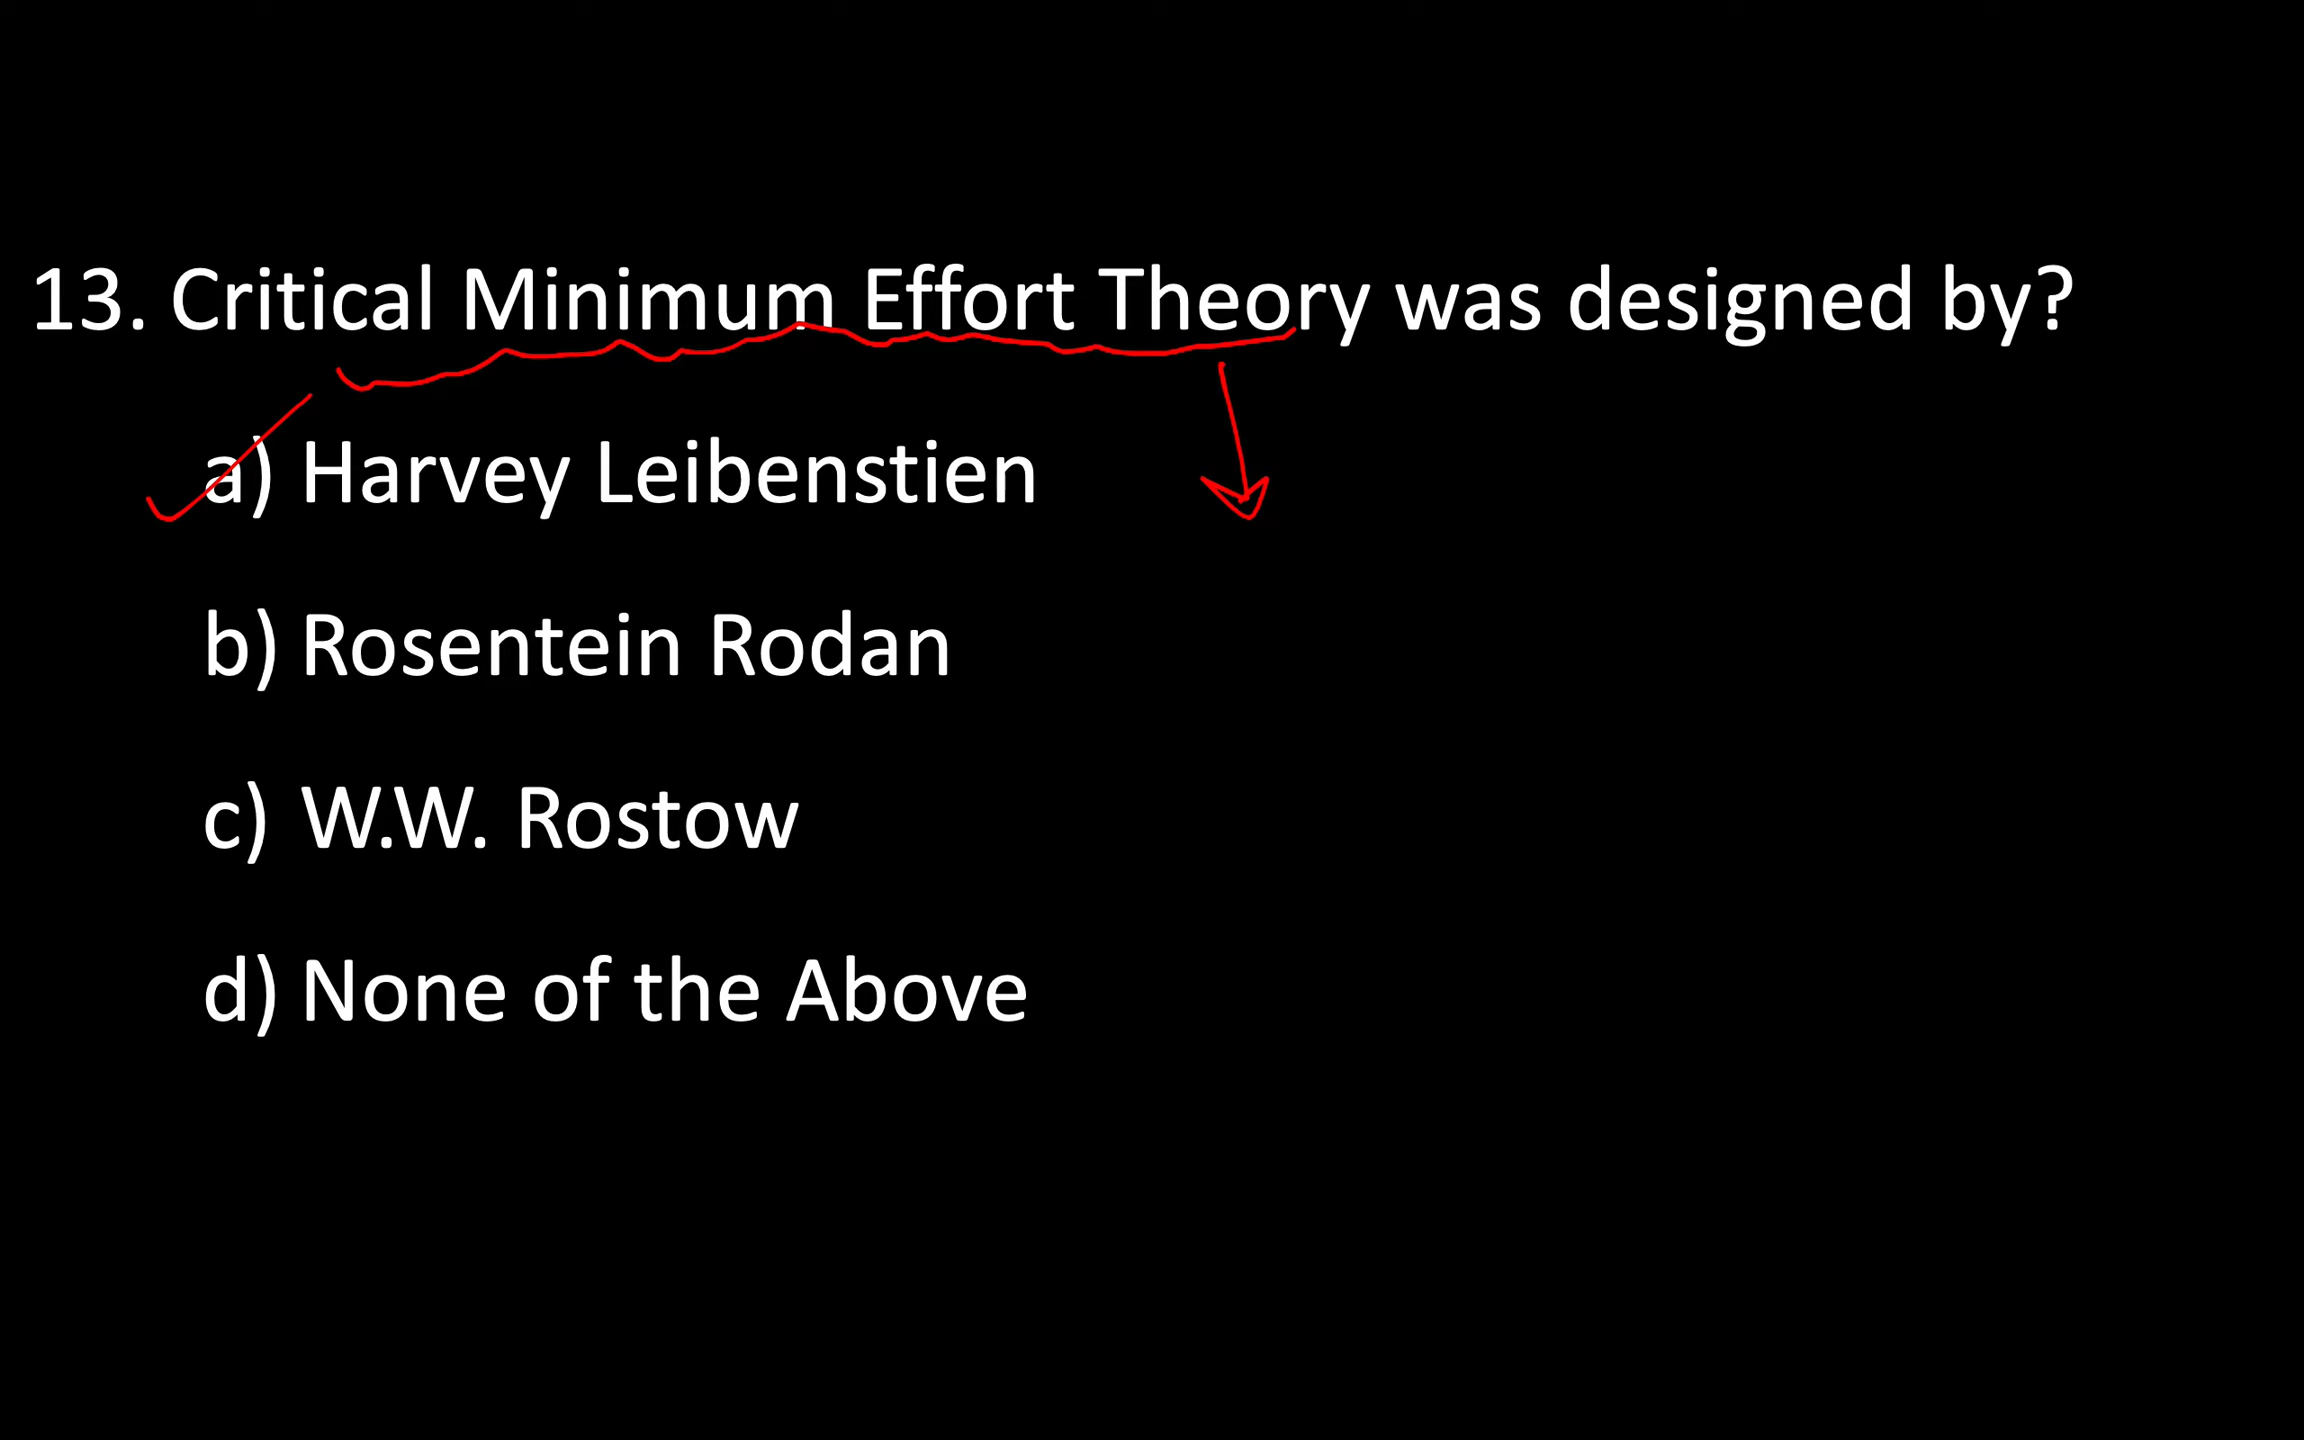 13. Critical Minimum Effort Theory was designed by?
a) Harvey Leibenstien
b) Rosentein Rodan
c) W.W. Rostow
d) None of the Above